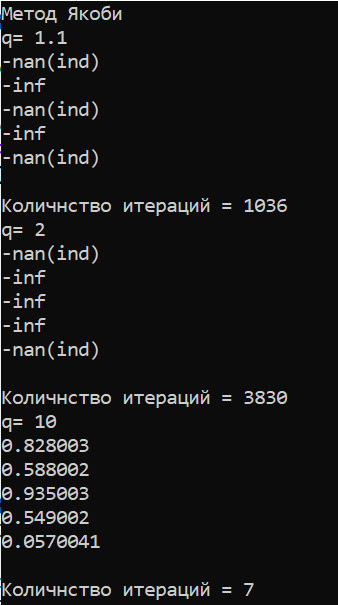 Метод Якоби
q= 1.1
-nan(ind)
-inf
-nan(ind)
-inf
-nan(ind)
Количнство итераций = 1036
q= 2
-nan(ind)
-inf
-inf
-inf
-nan(ind)
Количнство итераций = 3830
q= 10
0.828003
0.588002
0.935003
0.549002
0.0570041
Количнство итераций = 7